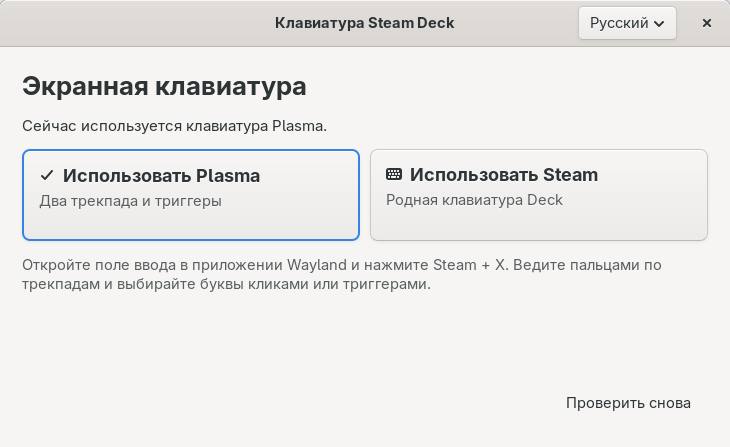 Клавиатура Steam Deck
Русский
Экранная клавиатура
Сейчас используется клавиатура Plasma.
Использовать Plasma
Два трекпада и триггеры
Использовать Steam
Родная клавиатура Deck
Откройте поле ввода в приложении Wayland и нажмите Steam + X. Ведите пальцами по
трекпадам и выбирайте буквы кликами или триггерами.
Проверить снова